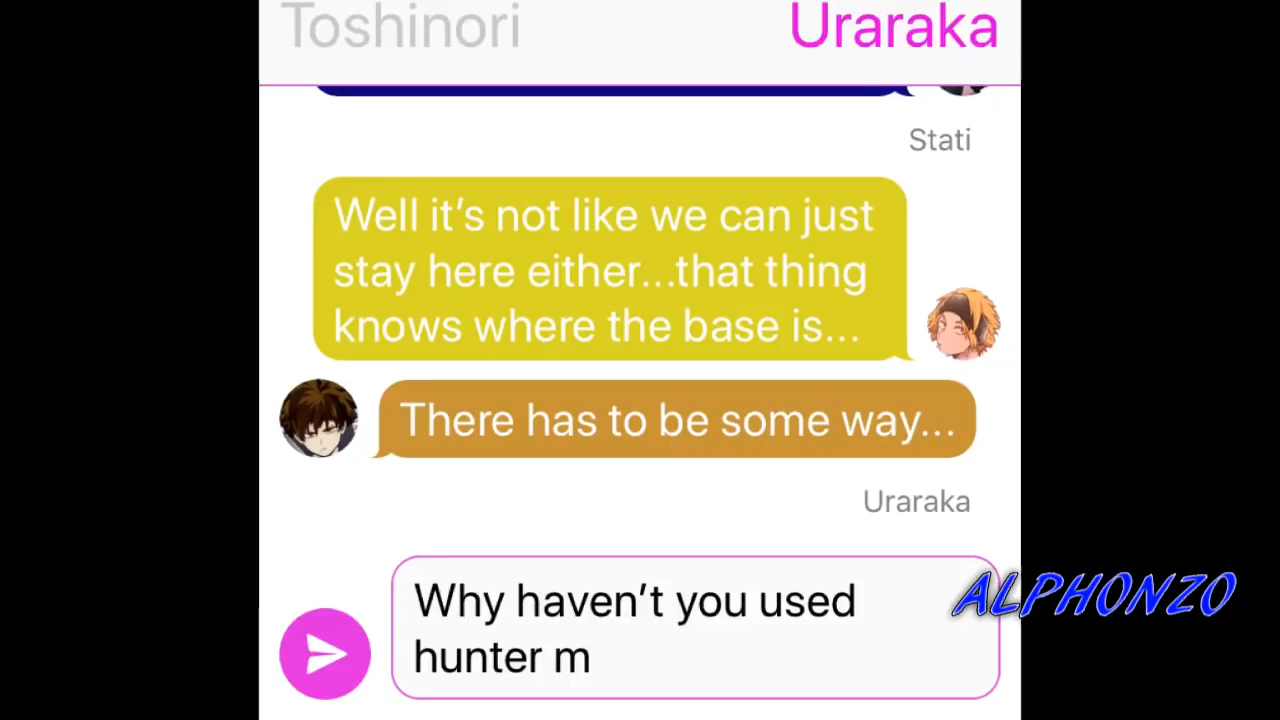 Toshinori Uraraka
Stati
Well it’s not like we can just
stay here either...that thing
knows where the base is...
There has to be some way...
Uraraka
Why haven’t you used
hunter m
ALPHONZO